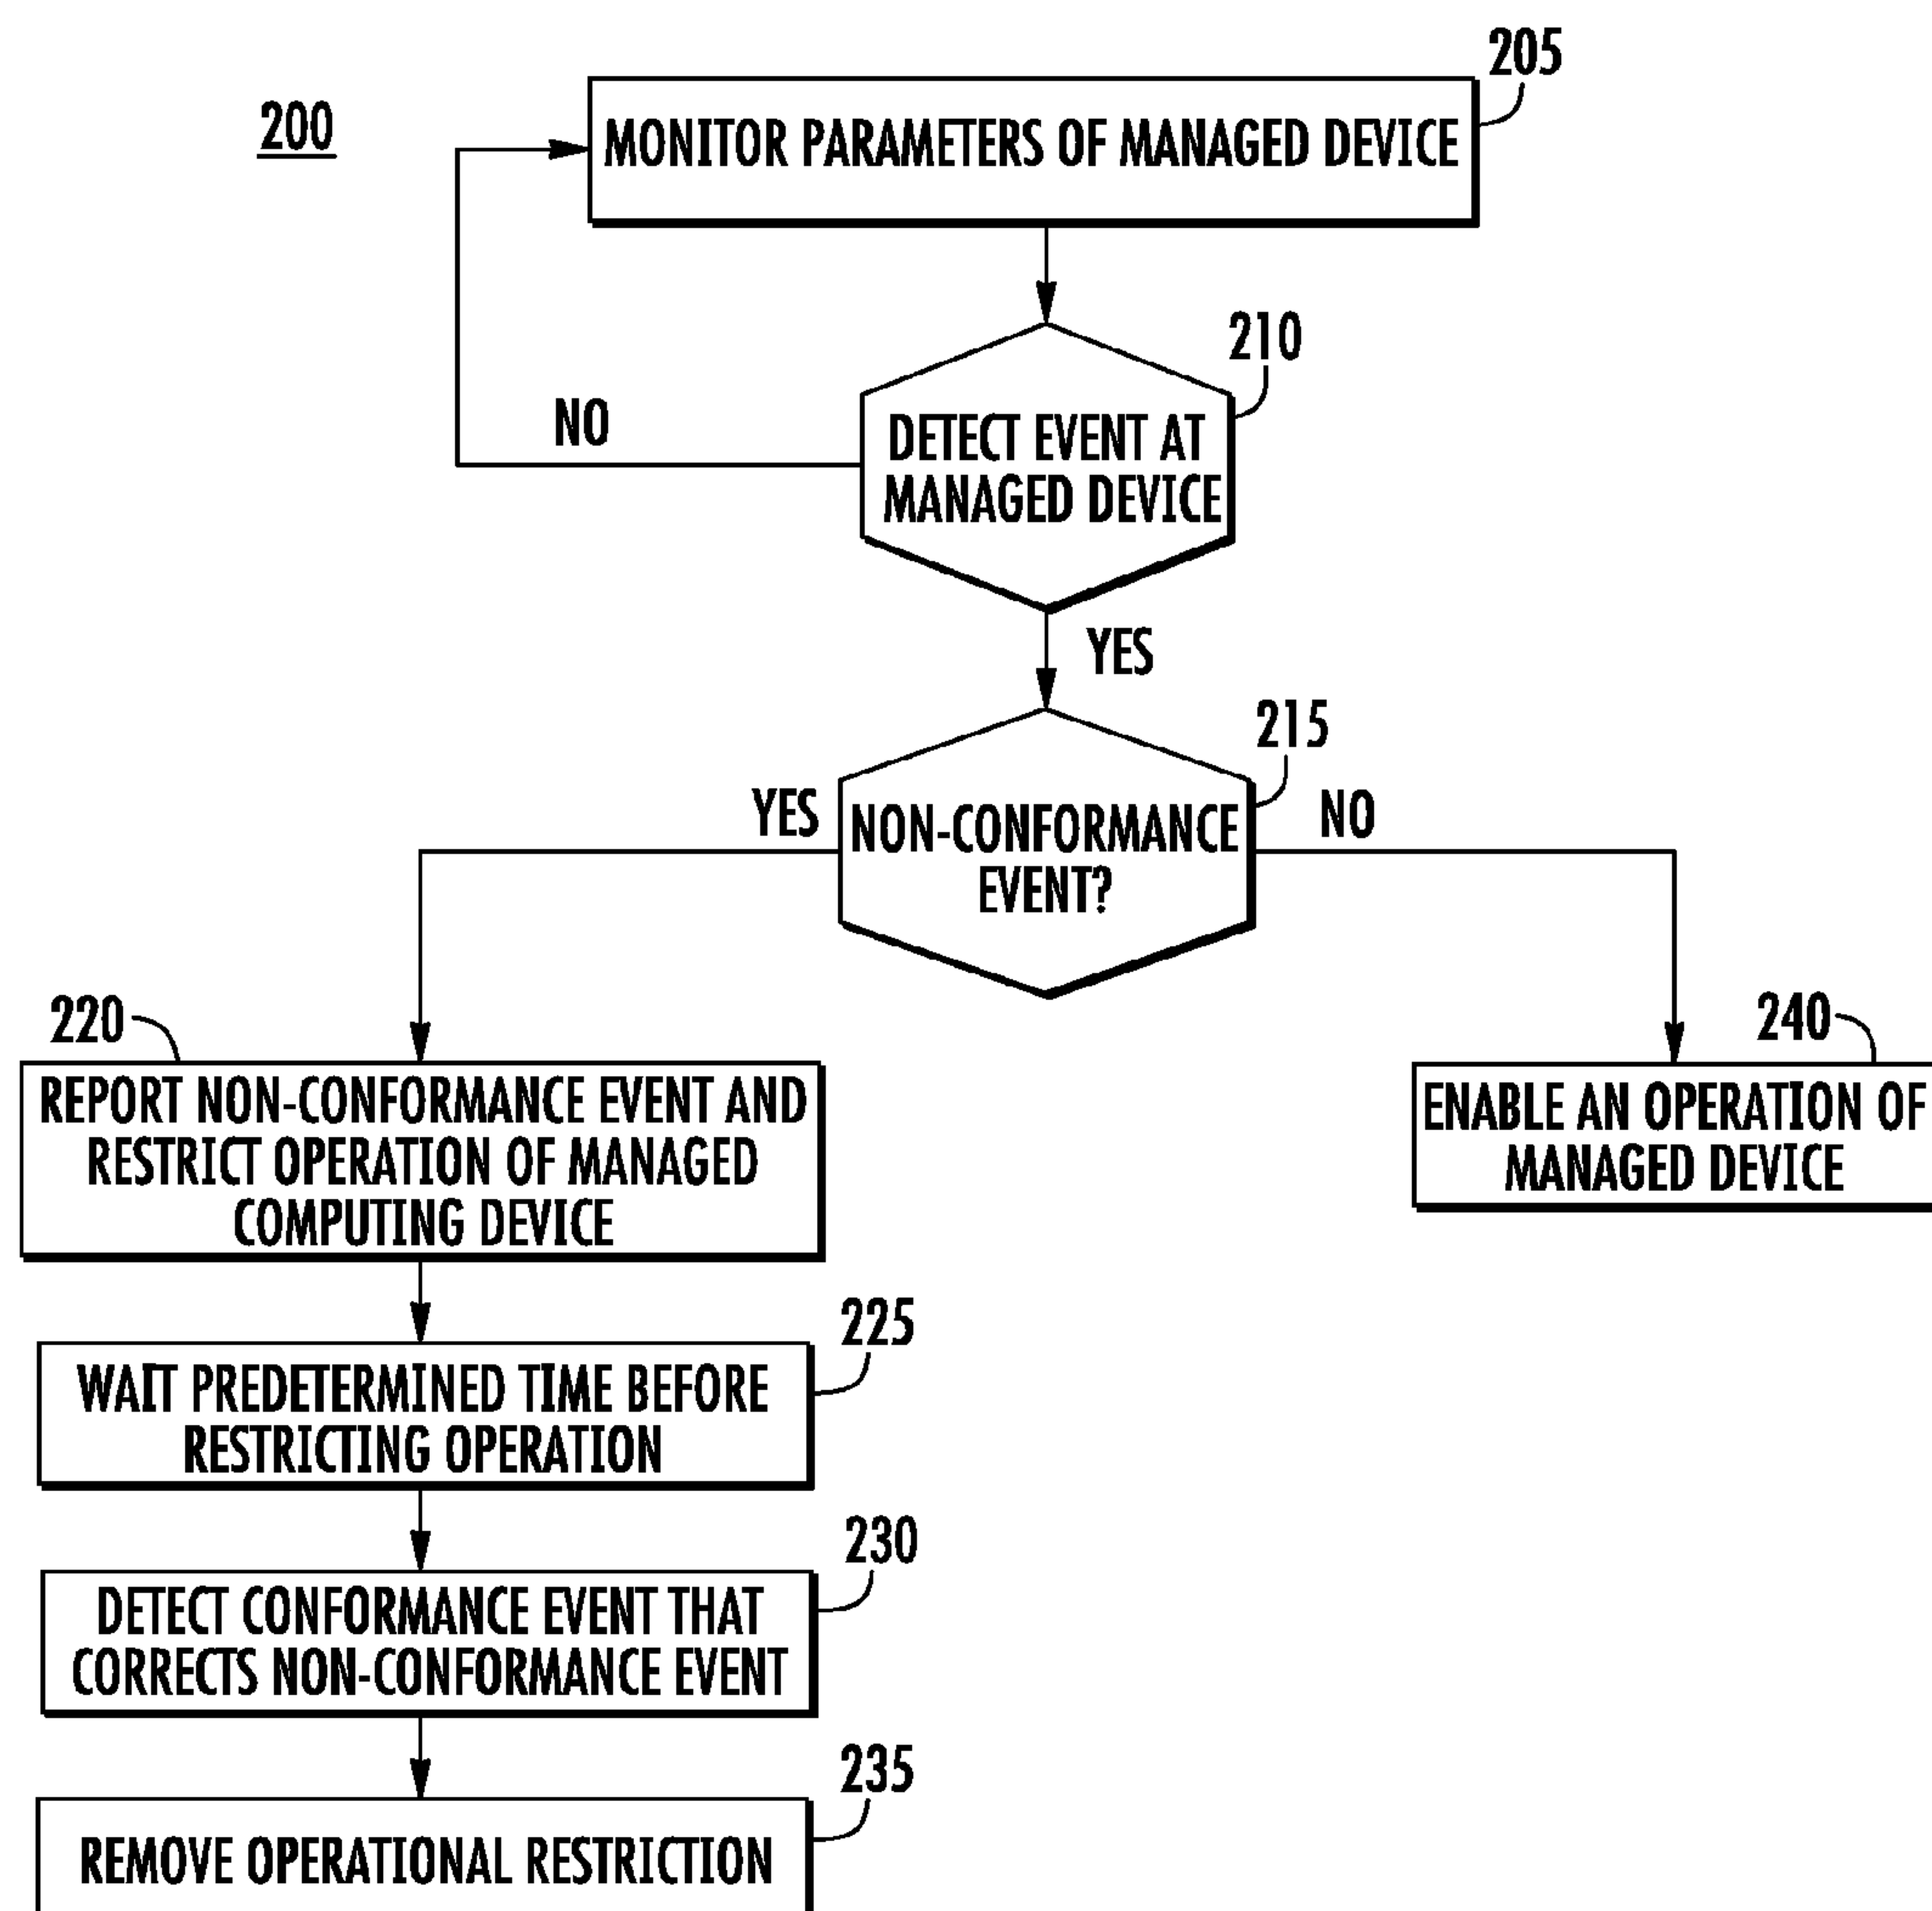 200
205
MONITOR PARAMETERS OF MANAGED DEVICE
210
DETECT EVENT AT
MANAGED DEVICE
NO
YES
215
NON-CONFORMANCE
EVENT?
YES
NO
220
REPORT NON-CONFORMANCE EVENT AND
RESTRICT OPERATION OF MANAGED
COMPUTING DEVICE
240
ENABLE AN OPERATION OF
MANAGED DEVICE
225
WAIT PREDETERMINED TIME BEFORE
RESTRICTING OPERATION
230
DETECT CONFORMANCE EVENT THAT
CORRECTS NON-CONFORMANCE EVENT
235
REMOVE OPERATIONAL RESTRICTION